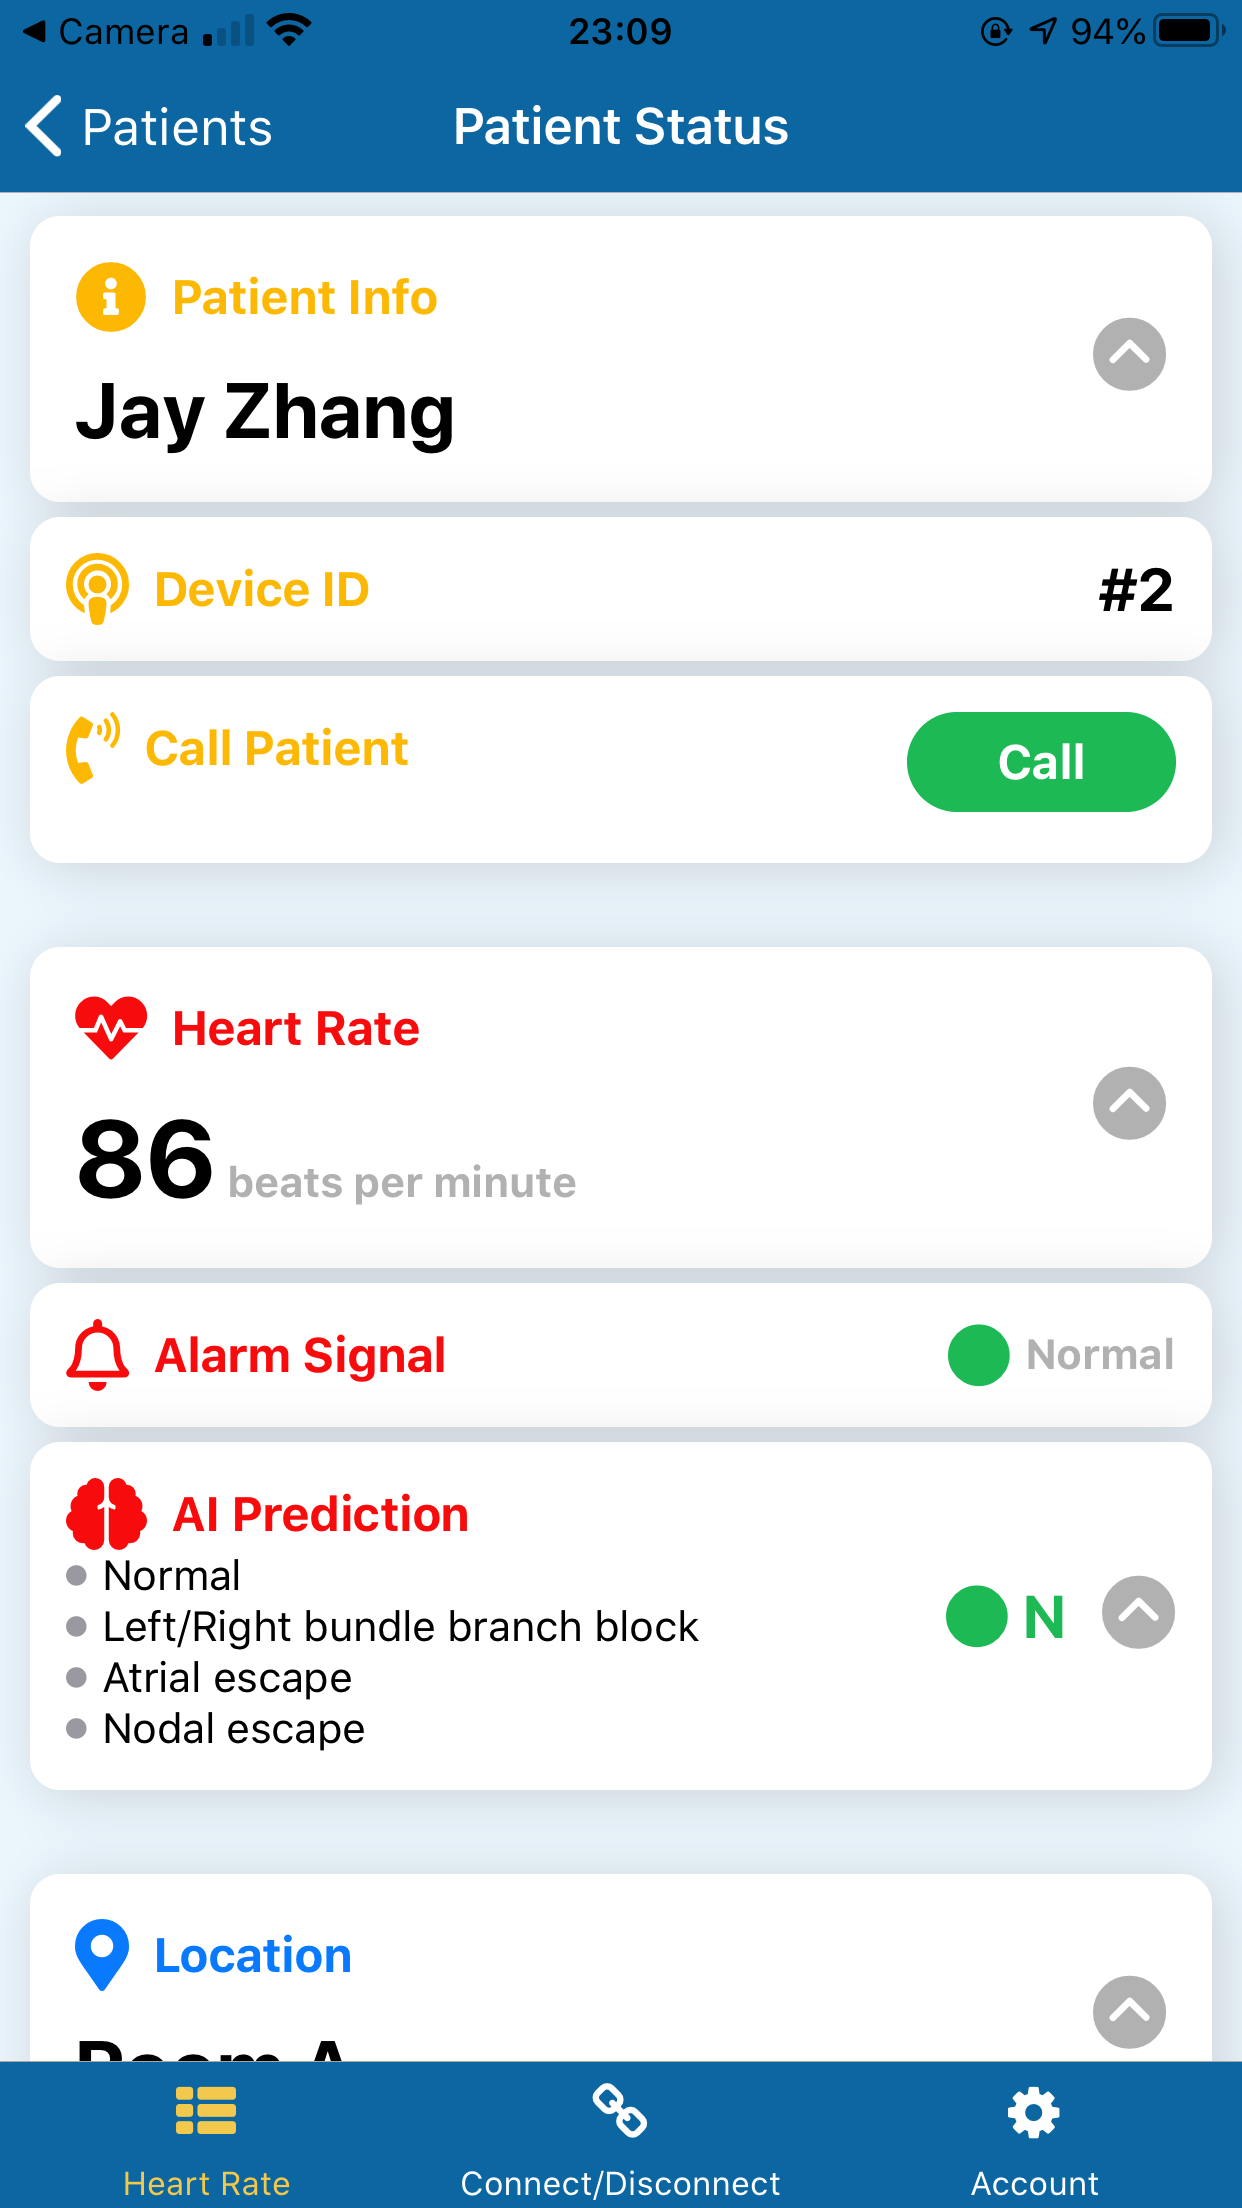 Camera 23:09 94%
Patients Patient Status
Patient Info
Jay Zhang
Device ID #2
Call Patient Call
Heart Rate
86 beats per minute
Alarm Signal Normal
AI Prediction
Normal
Left/Right bundle branch block
Atrial escape
Nodal escape
N
Location
Room A
Heart Rate Connect/Disconnect Account